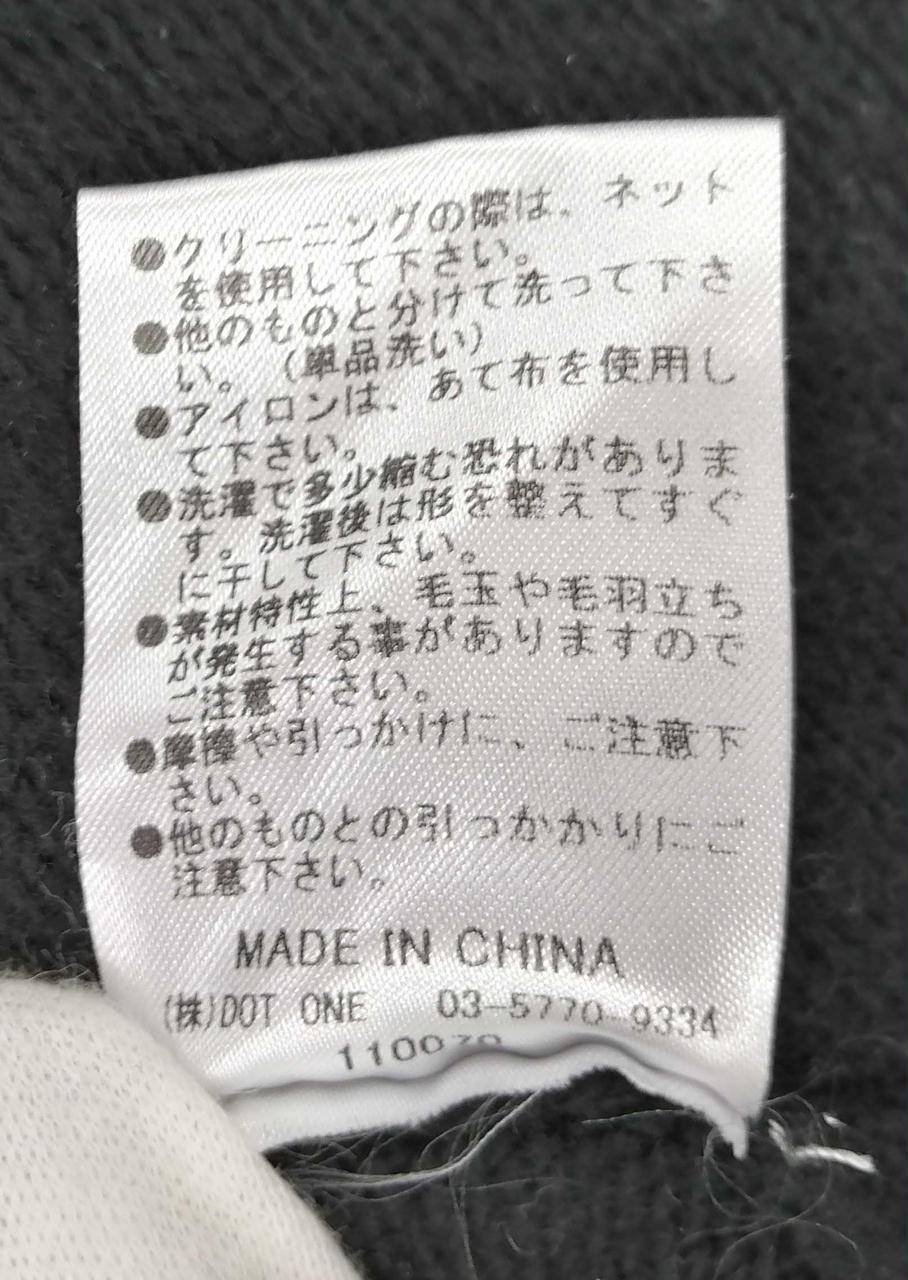 ●クリーニングの際は、ネット
を使用して下さい。
●他のものと分けて洗って下さ
い。（単品洗い）
●アイロンは、あて布を使用し
て下さい。
●洗濯で多少縮む恐れがありま
す。洗濯後は形を整えてすぐ
に干して下さい。
●素材特性上、毛玉や毛羽立ち
が発生する事がありますので
ご注意下さい。
●摩擦や引っかけに、ご注意下
さい。
●他のものとの引っかかりにご
注意下さい。
MADE IN CHINA
(株)DOT ONE 03-5770-9334